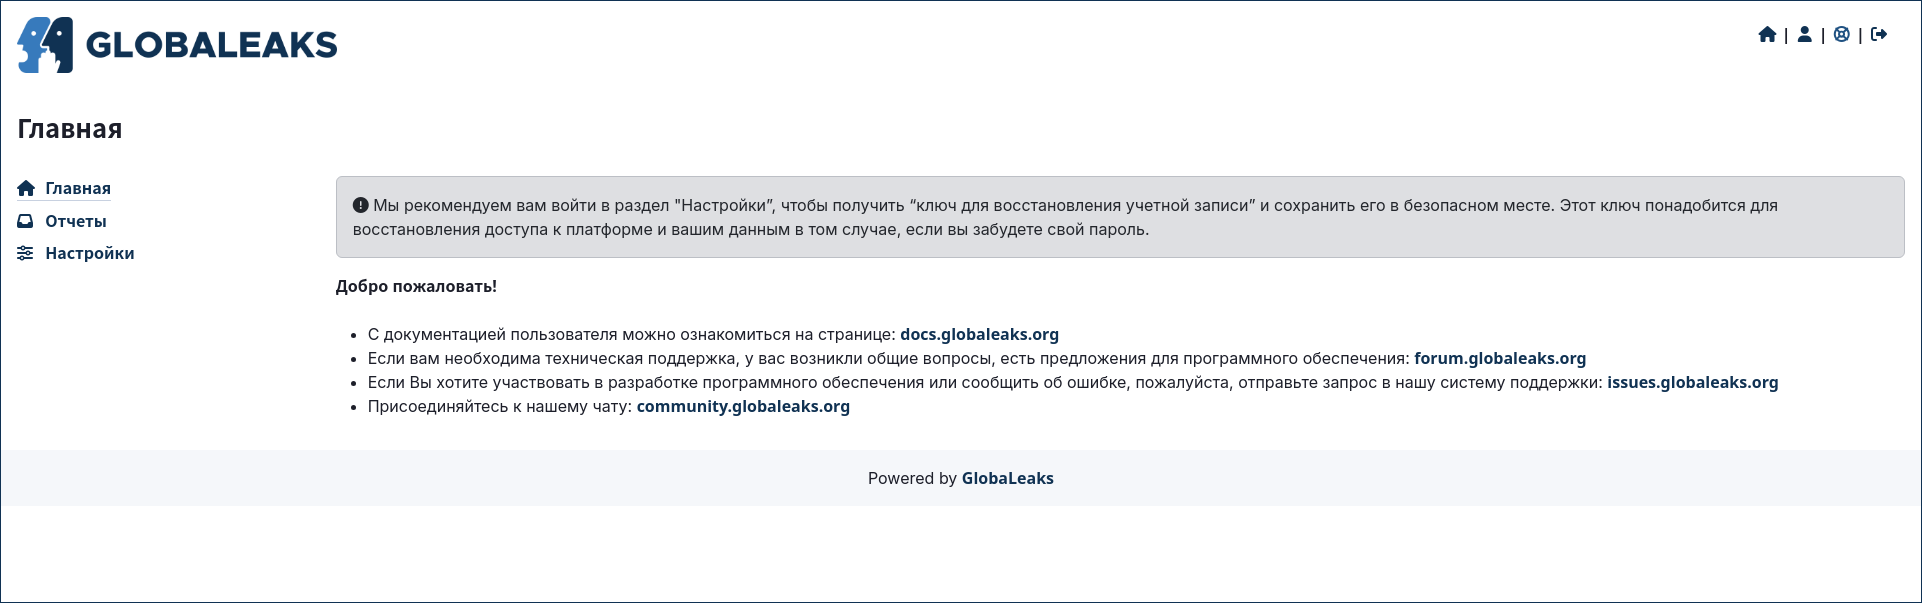 GLOBALEAKS
| | |
Главная
Главная
Отчеты
Настройки
Мы рекомендуем вам войти в раздел "Настройки”, чтобы получить “ключ для восстановления учетной записи” и сохранить его в безопасном месте. Этот ключ понадобится для
восстановления доступа к платформе и вашим данным в том случае, если вы забудете свой пароль.
Добро пожаловать!
• С документацией пользователя можно ознакомиться на странице: docs.globaleaks.org
• Если вам необходима техническая поддержка, у вас возникли общие вопросы, есть предложения для программного обеспечения: forum.globaleaks.org
• Если Вы хотите участвовать в разработке программного обеспечения или сообщить об ошибке, пожалуйста, отправьте запрос в нашу систему поддержки: issues.globaleaks.org
• Присоединяйтесь к нашему чату: community.globaleaks.org
Powered by GlobaLeaks